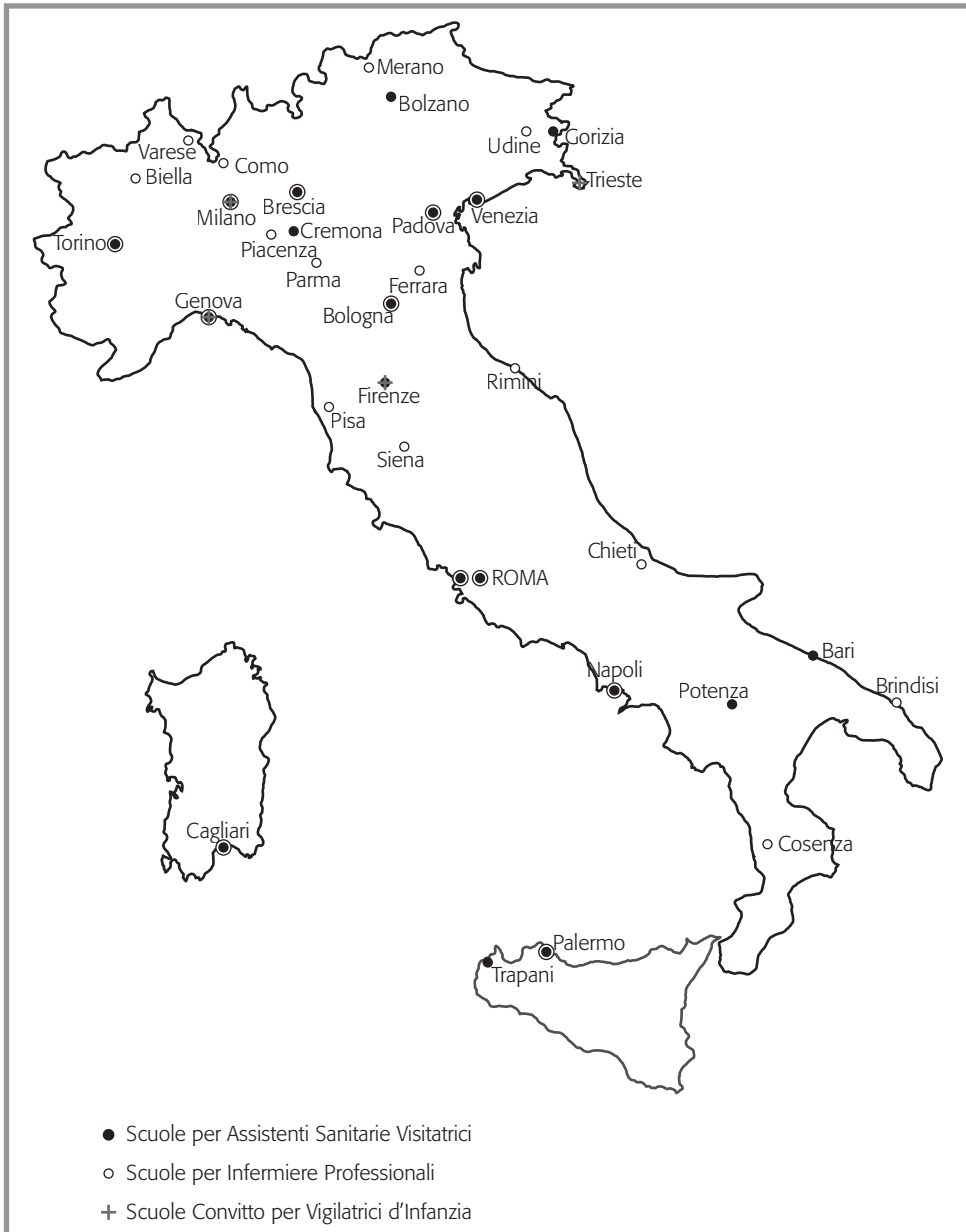 Merano
Bolzano
Udine
Gorizia
Varese
Como
Biella
Trieste
Milano
Brescia
Padova
Venezia
Cremona
Torino
Piacenza
Parma
Ferrara
Genova
Bologna
Firenze
Rimini
Pisa
Siena
Chieti
ROMA
Bari
Napoli
Potenza
Brindisi
Cagliari
Cosenza
Palermo
Trapani
Scuole per Assistenti Sanitarie Visitatrici
Scuole per Infermiere Professionali
Scuole Convitto per Vigilatrici d'Infanzia